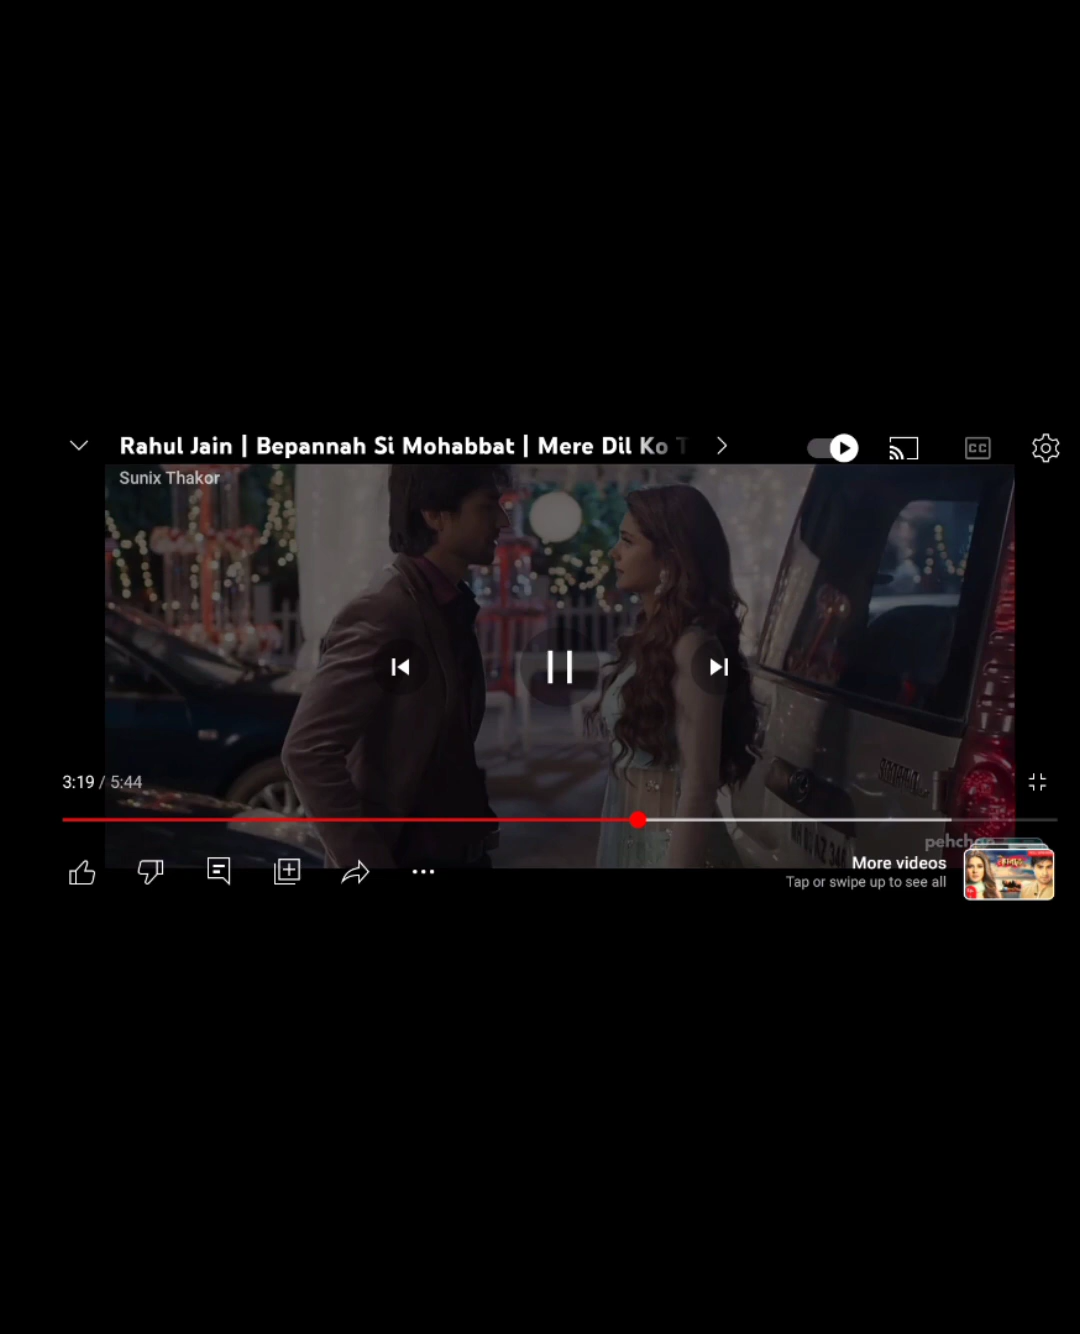 Rahul Jain | Bepannah Si Mohabbat | Mere Dil Ko T
CC
Sunix Thakor
3:19 / 5:44
More videos
Tap or swipe up to see all